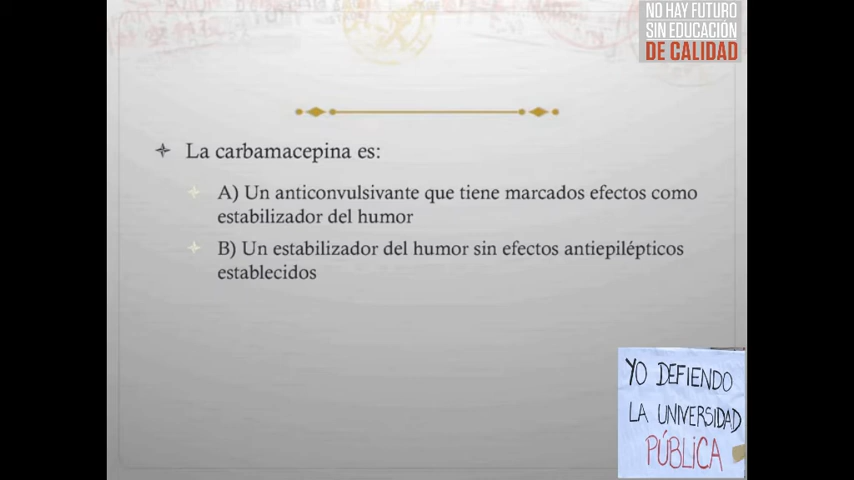 NO HAY FUTURO
SIN EDUCACIÓN
DE CALIDAD
La carbamacepina es:
A) Un anticonvulsivante que tiene marcados efectos como
estabilizador del humor
B) Un estabilizador del humor sin efectos antiepilépticos
establecidos
YO DEFIENDO
LA UNIVERSIDAD
PÚBLICA